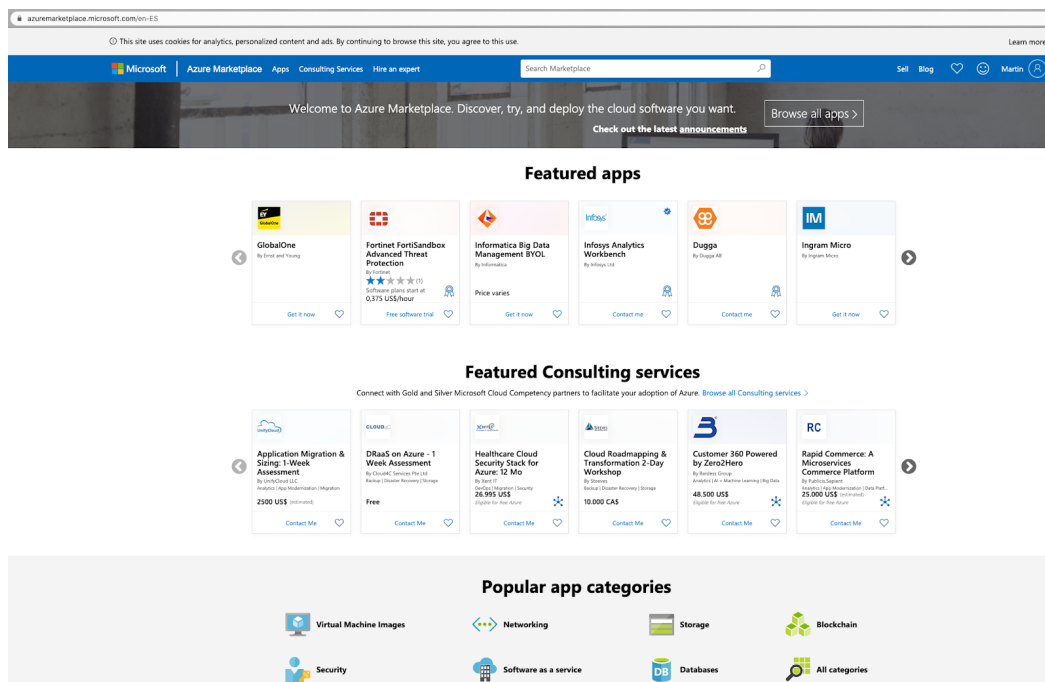 azuremarketplace.microsoft.com/en-ES
This site uses cookies for analytics, personalized content and ads. By continuing to browse this site, you agree to this use.
Learn more
Microsoft
Azure Marketplace
Apps
Consulting Services
Hire an expert
Search Marketplace
Sell
Blog
Martin
Welcome to Azure Marketplace. Discover, try, and deploy the cloud software you want.
Check out the latest announcements
Browse all apps >
Featured apps
EY
GlobalOne
GlobalOne
By Ernst and Young
Get it now
Fortinet FortiSandbox
Advanced Threat
Protection
By Fortinet
(1)
Software plans start at
0,375 US$/hour
Free software trial
Informatica Big Data
Management BYOL
By Informatica
Price varies
Get it now
Infosys
Infosys Analytics
Workbench
By Infosys Ltd
Contact me
Dugga
By Dugga AB
Contact me
IM
Ingram Micro
By Ingram Micro
Get it now
Featured Consulting services
Connect with Gold and Silver Microsoft Cloud Competency partners to facilitate your adoption of Azure. Browse all Consulting services >
UnifyCloud
Application Migration &
Sizing: 1-Week
Assessment
By UnifyCloud LLC
Analytics | App Modernization | Migration
2500 US$ (estimated)
Contact Me
DRaaS on Azure - 1
Week Assessment
By Cloud4C Services Pte Ltd
Backup | Disaster Recovery | Storage
Free
Contact Me
Healthcare Cloud
Security Stack for
Azure: 12 Mo
By Xent IT
DevOps | Migration | Security
26.995 US$
Eligible for free Azure
Contact Me
Cloud Roadmapping &
Transformation 2-Day
Workshop
By Steeves
Backup | Disaster Recovery | Storage
10.000 CA$
Contact Me
Customer 360 Powered
by Zero2Hero
By Bardess Group
Analytics | AI + Machine Learning | Big Data
48.500 US$
Eligible for free Azure
Contact Me
RC
Rapid Commerce: A
Microservices
Commerce Platform
By Publicis Sapient
Analytics | App Modernization | Data Platf...
25.000 US$ (estimated)
Eligible for free Azure
Contact Me
Popular app categories
Virtual Machine Images
Networking
Storage
Blockchain
Security
Software as a service
DB
Databases
All categories